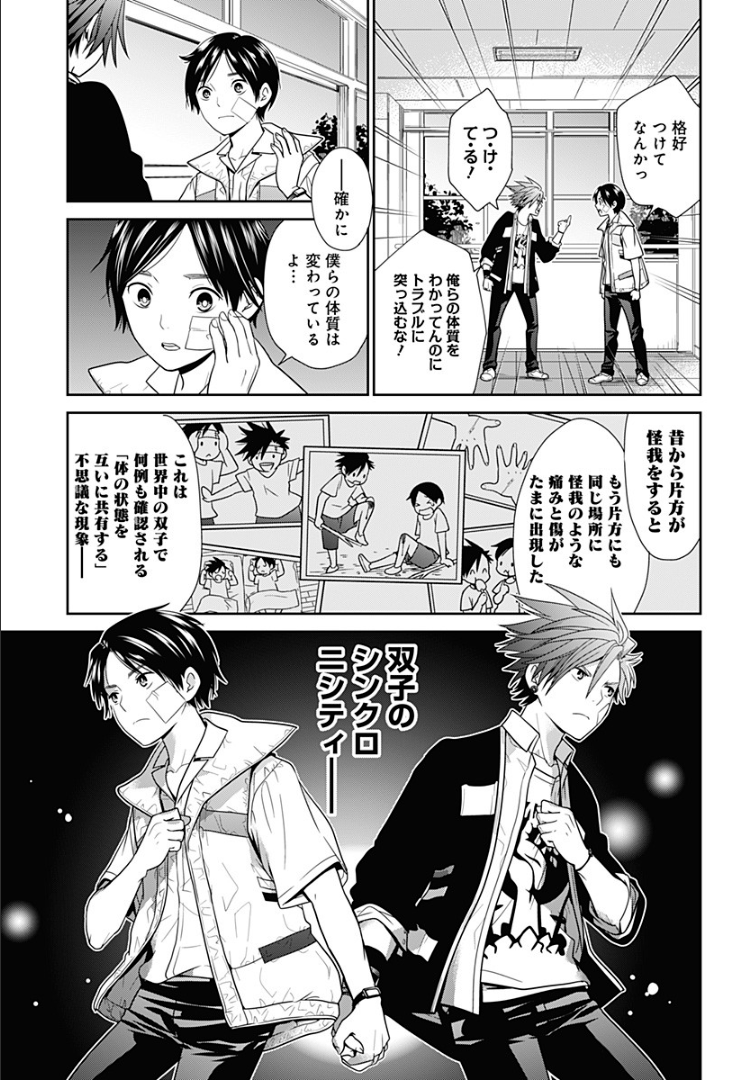 格好
つけて
なんかっ
つ・け・
て・る！
俺らの体質を
わかってんのに
トラブルに
突っ込むな！
――確かに
僕らの体質は
変わっている
よ…
昔から片方が
怪我をすると
もう片方にも
同じ場所に
怪我のような
痛みと傷が
たまに出現した
これは
世界中の双子で
何例も確認される
「体の状態を
互いに共有する」
不思議な現象――
双子の
シンクロ
ニシティ――